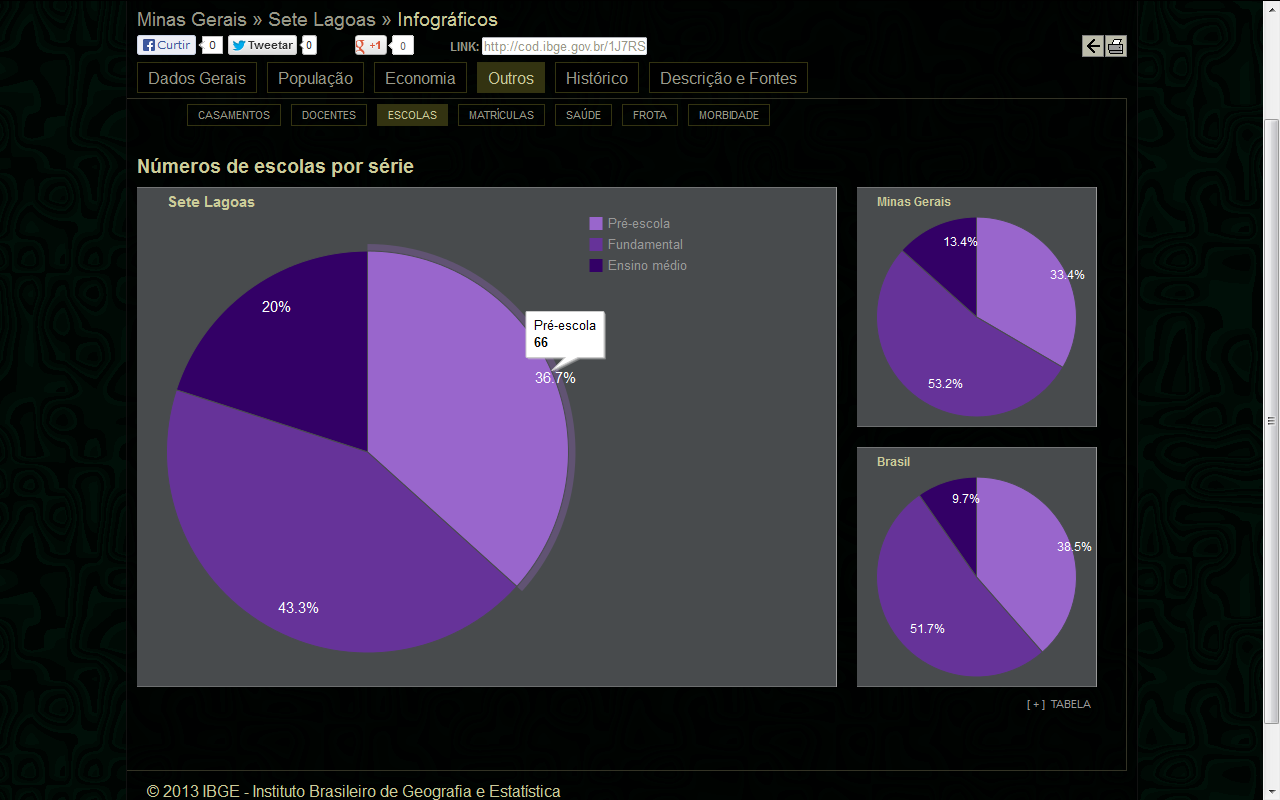 Minas Gerais » Sete Lagoas » Infográficos
Curtir 0 Tweetar 0 +1 0 LINK: http://cod.ibge.gov.br/1J7RS
Dados Gerais População Economia Outros Histórico Descrição e Fontes
CASAMENTOS DOCENTES ESCOLAS MATRÍCULAS SAÚDE FROTA MORBIDADE
Números de escolas por série
Sete Lagoas
Pré-escola
Fundamental
Ensino médio
20%
Pré-escola
66
36.7%
43.3%
Minas Gerais
13.4%
33.4%
53.2%
Brasil
9.7%
38.5%
51.7%
[ + ] TABELA
© 2013 IBGE - Instituto Brasileiro de Geografia e Estatística